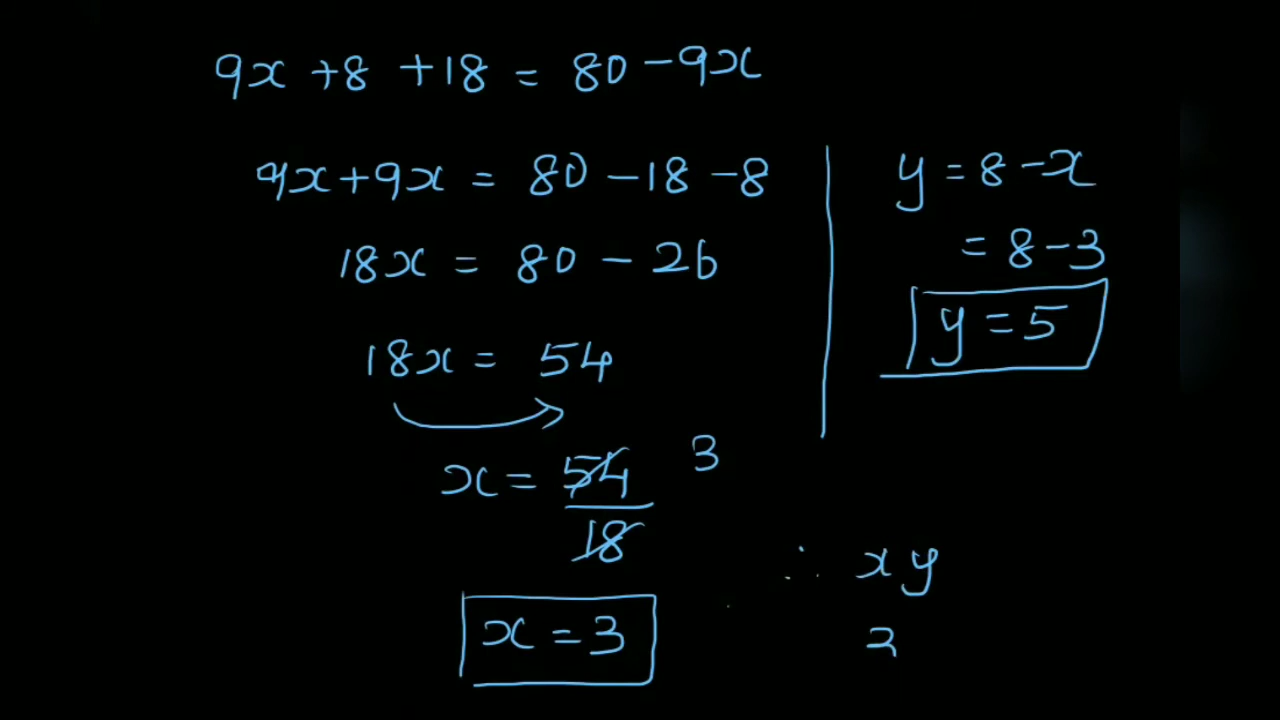 9x + 8 + 18 = 80 - 9x
9x + 9x = 80 - 18 - 8
18x = 80 - 26
18x = 54
x = 54/18 3
x = 3
y = 8 - x
= 8 - 3
y = 5
∴ x y
3